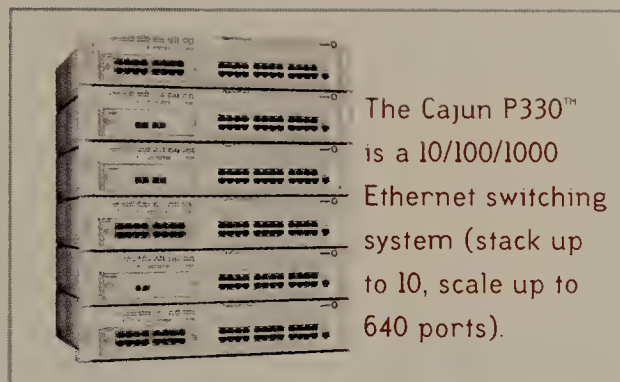 The Cajun P330™
is a 10/100/1000
Ethernet switching
system (stack up
to 10, scale up to
640 ports).